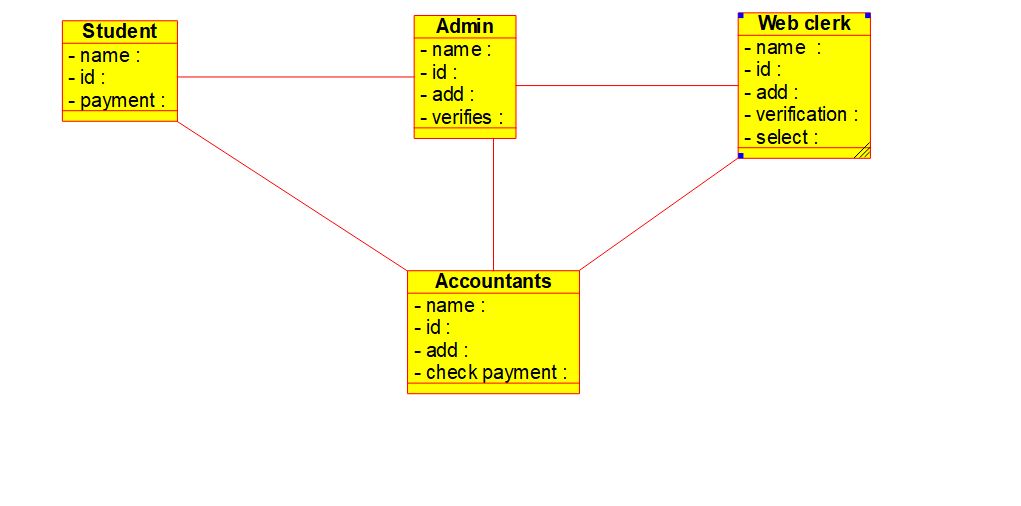 Student
- name :
- id :
- payment :
Admin
- name :
- id :
- add :
- verifies :
Web clerk
- name  :
- id :
- add :
- verification :
- select :
Accountants
- name :
- id :
- add :
- check payment :